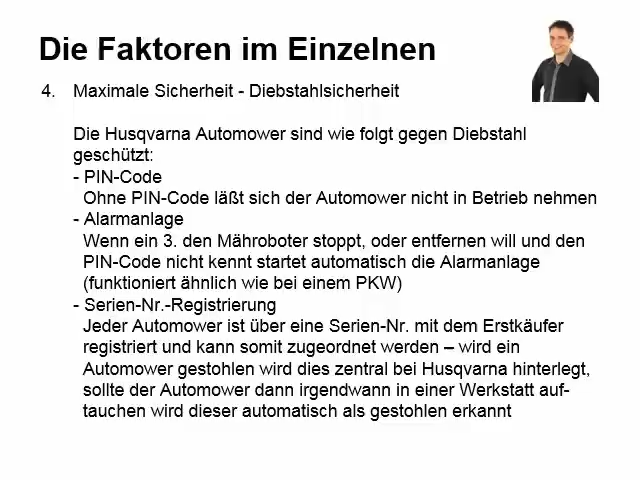 Die Faktoren im Einzelnen
4. Maximale Sicherheit - Diebstahlsicherheit
Die Husqvarna Automower sind wie folgt gegen Diebstahl
geschützt:
- PIN-Code
Ohne PIN-Code läßt sich der Automower nicht in Betrieb nehmen
- Alarmanlage
Wenn ein 3. den Mähroboter stoppt, oder entfernen will und den
PIN-Code nicht kennt startet automatisch die Alarmanlage
(funktioniert ähnlich wie bei einem PKW)
- Serien-Nr.-Registrierung
Jeder Automower ist über eine Serien-Nr. mit dem Erstkäufer
registriert und kann somit zugeordnet werden – wird ein
Automower gestohlen wird dies zentral bei Husqvarna hinterlegt,
sollte der Automower dann irgendwann in einer Werkstatt auf-
tauchen wird dieser automatisch als gestohlen erkannt